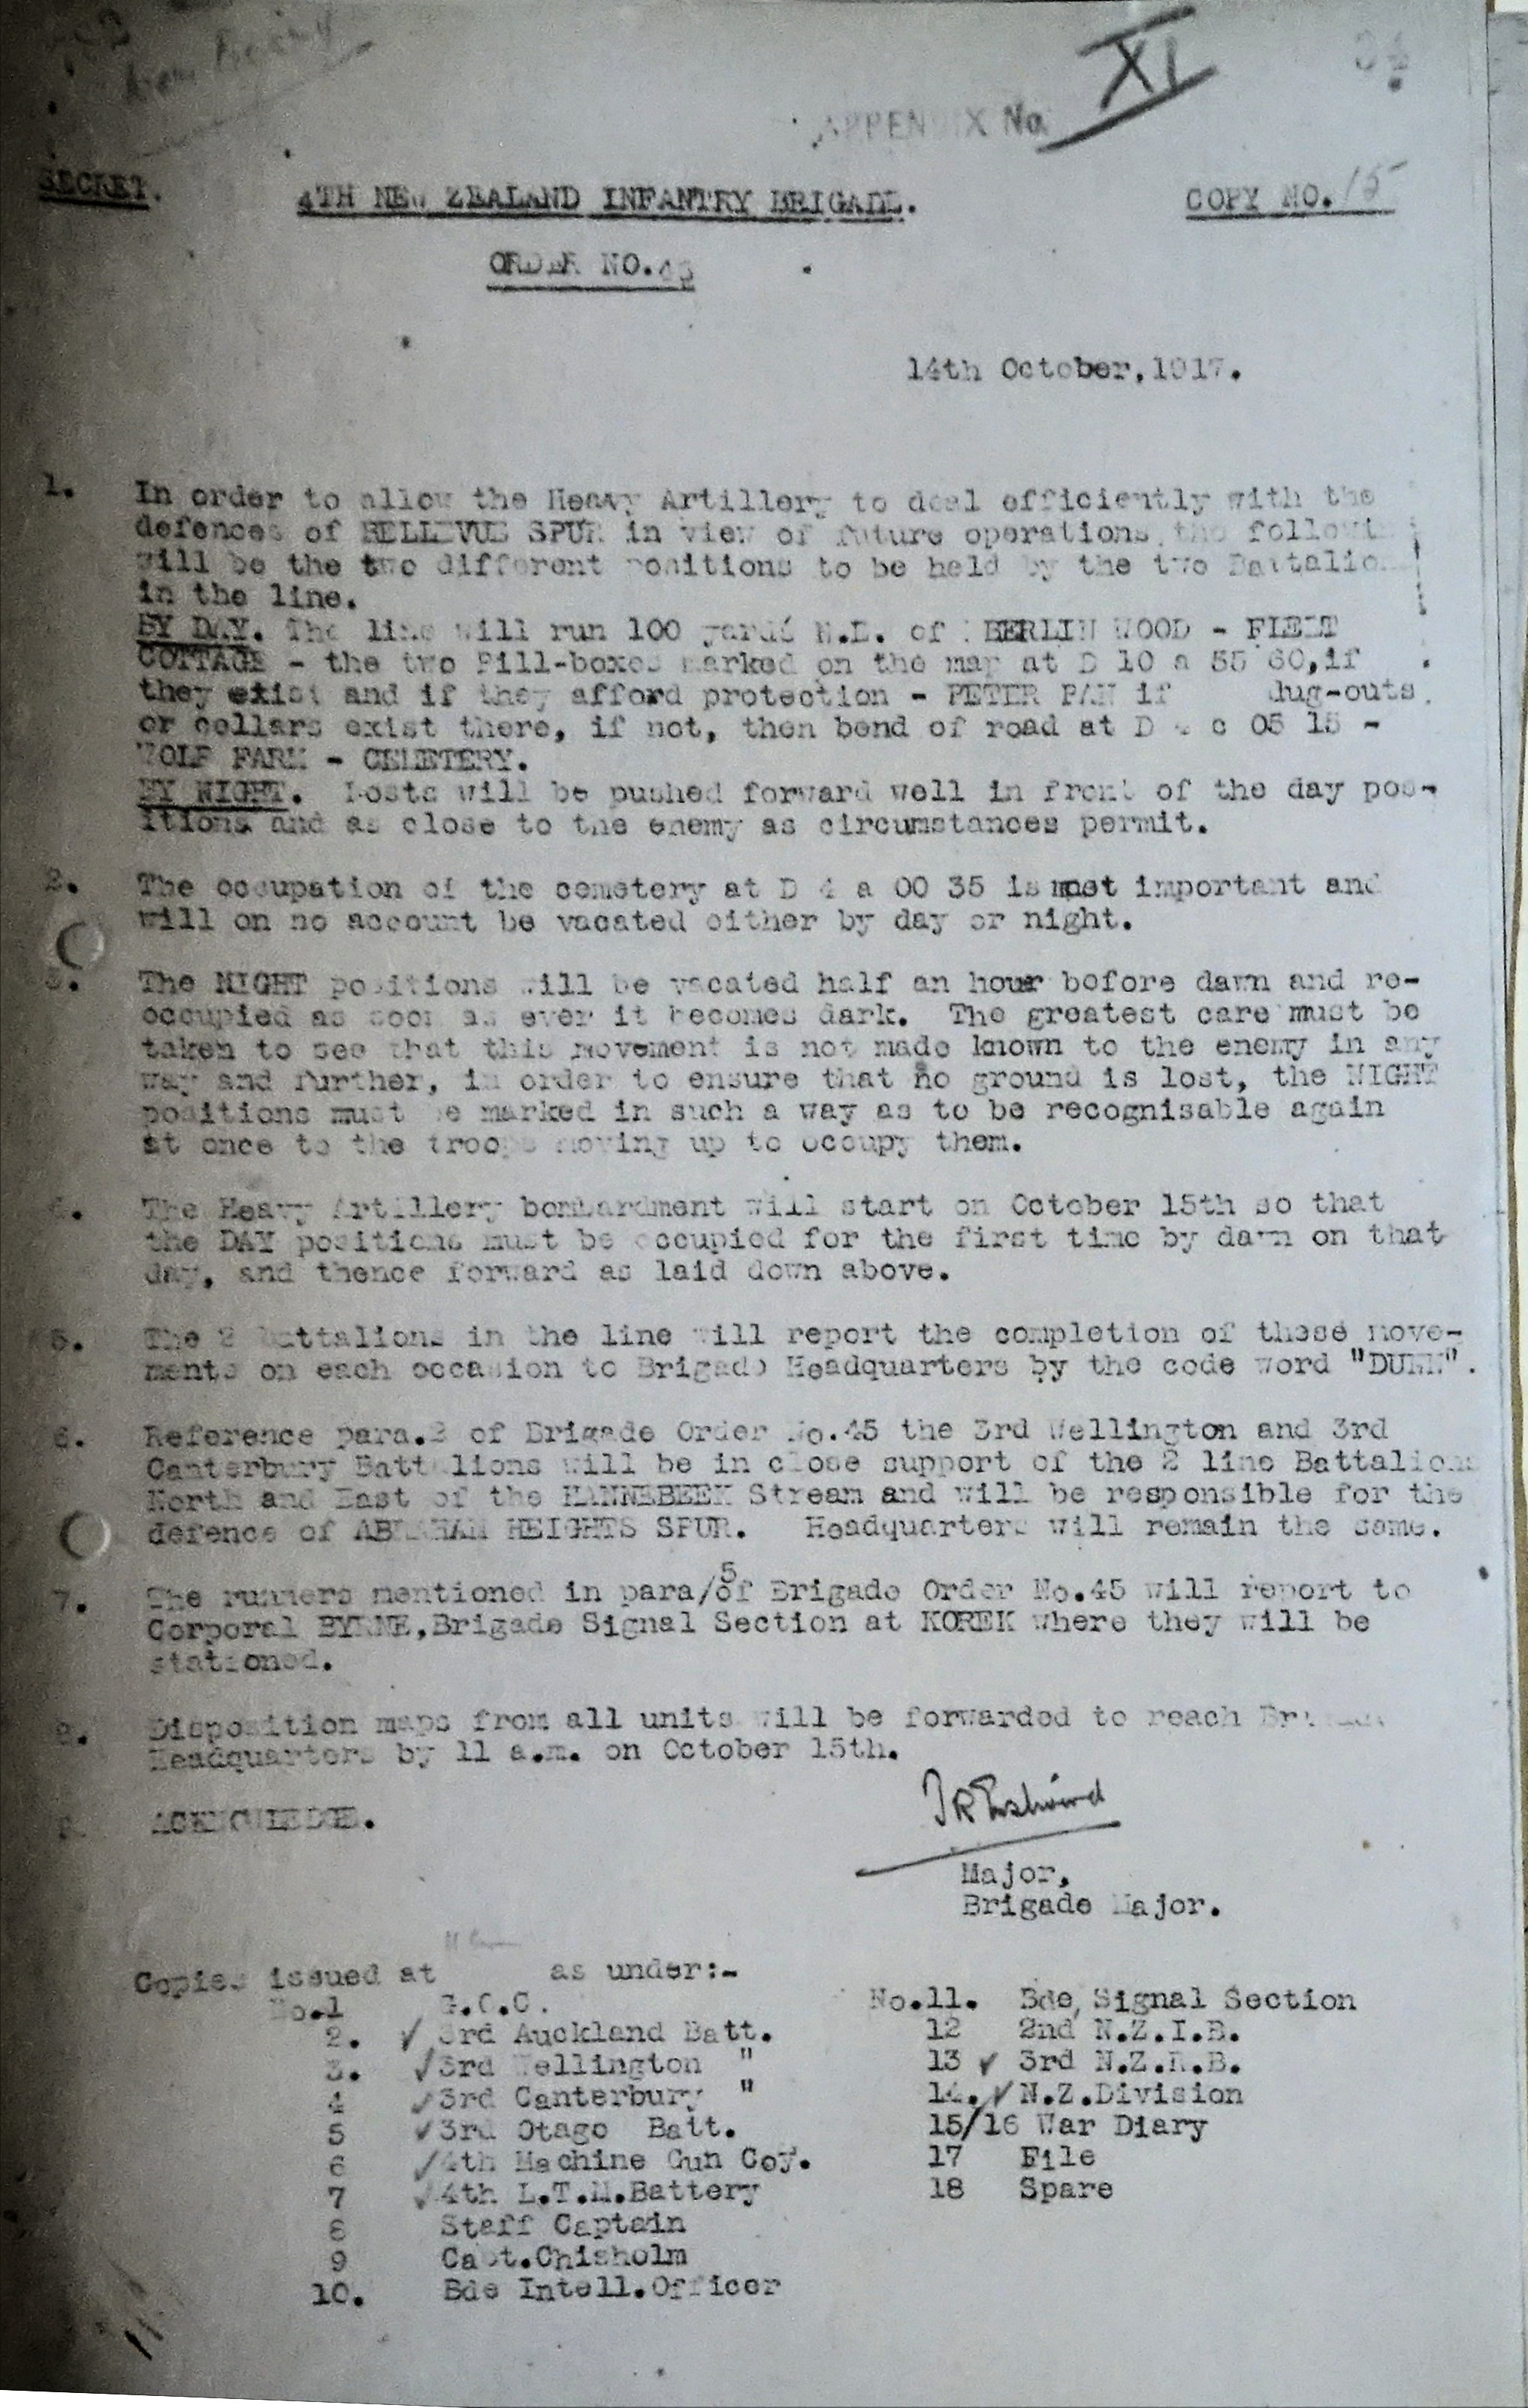 APPENDIX No. XI
SECRET.
4TH NEW ZEALAND INFANTRY BRIGADE.
COPY NO. 15
ORDER NO.
14th October, 1917.
1. In order to allow the Heavy Artillery to deal efficiently with the
defences of BELLEVUE SPUR in view of future operations, the
will be the two different positions to be held by the two
in the line.
BY DAY. The line will run 100 yards N.E. of BERLIN WOOD -
COTTAGE - the two Pill-boxes marked on the map at D 10 a 55 60, if
they exist and if they afford protection - PETER PAN if dug-outs
or cellars exist there, if not, then bend of road at D 4 c 05 15 -
WOLF FARM - CEMETERY.
BY NIGHT. Posts will be pushed forward well in front of the day pos-
itions and as close to the enemy as circumstances permit.
2. The occupation of the cemetery at D 4 a 00 35 is most important and
will on no account be vacated either by day or night.
3. The NIGHT positions will be vacated half an hour before dawn and re-
occupied as soon as ever it becomes dark. The greatest care must be
taken to see that this movement is not made known to the enemy in any
way and further, in order to ensure that no ground is lost, the NIGHT
positions must be marked in such a way as to be recognisable again
at once to the troops moving up to occupy them.
4. The Heavy Artillery bombardment will start on October 15th so that
the DAY positions must be occupied for the first time by dawn on that
day, and thence forward as laid down above.
5. The 2 battalions in the line will report the completion of these move-
ments on each occasion to Brigade Headquarters by the code word
6. Reference para. of Brigade Order No.45 the 3rd Wellington and 3rd
Canterbury Battalions will be in close support of the 2 line Battalions
North and East of the HANNEBEEK Stream and will be responsible for the
defence of ABRAHAM HEIGHTS SPUR. Headquarters will remain the same.
7. The runners mentioned in para/5 of Brigade Order No.45 will report to
Corporal BYRNE, Brigade Signal Section at KOREK where they will be
stationed.
8. Disposition maps from all units will be forwarded to reach Brigade
Headquarters by 11 a.m. on October 15th.
9. ACKNOWLEDGE.
Major,
Brigade Major.
Copies issued at as under:-
No.1 G.O.C.
2. 3rd Auckland Batt.
3. 3rd Wellington "
4 3rd Canterbury "
5 3rd Otago Batt.
6 4th Machine Gun Coy.
7 4th L.T.M.Battery
8 Staff Captain
9 Capt.Chisholm
10. Bde Intell.Officer
No.11. Bde, Signal Section
12 2nd N.Z.I.B.
13 3rd N.Z.R.B.
14. N.Z.Division
15/16 War Diary
17 File
18 Spare